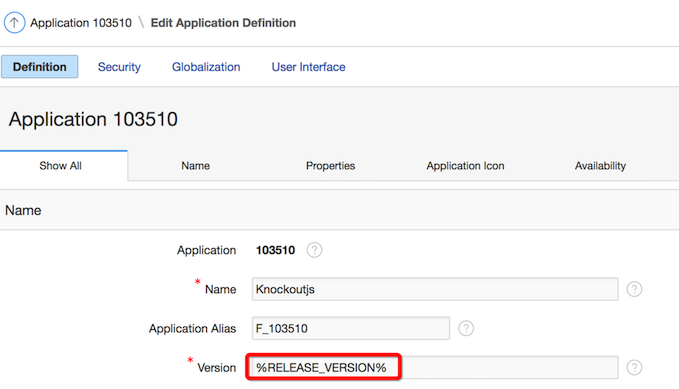 Application 103510 \ Edit Application Definition
Definition Security Globalization User Interface
Application 103510
Show All Name Properties Application Icon Availability
Name
Application 103510 ?
* Name Knockoutjs ?
Application Alias F_103510 ?
* Version %RELEASE_VERSION% ?